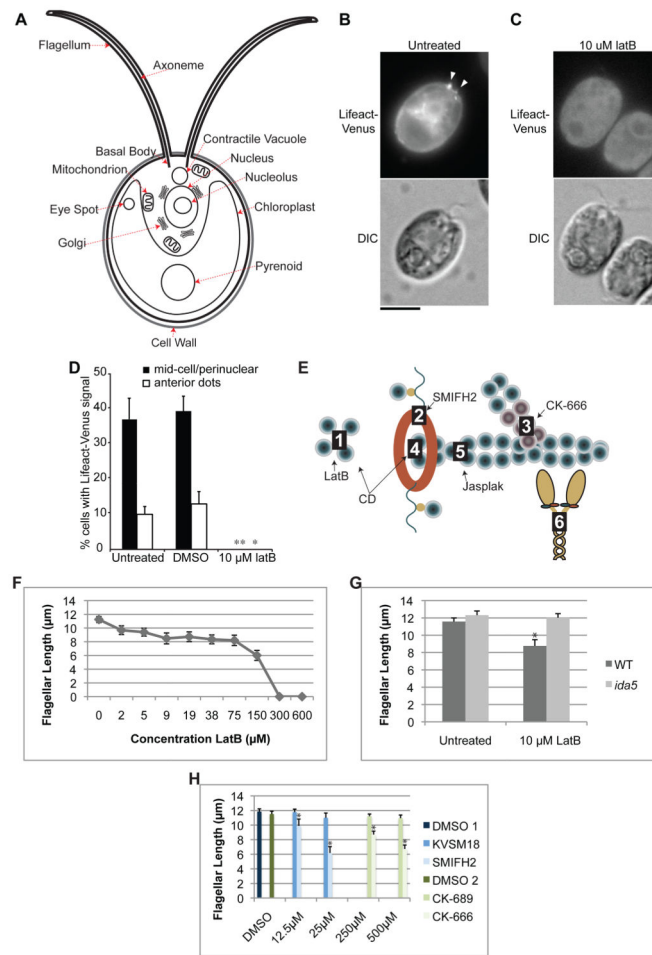 A
Flagellum
Axoneme
Basal Body
Contractile Vacuole
Mitochondrion
Nucleus
Nucleolus
Eye Spot
Chloroplast
Golgi
Pyrenoid
Cell Wall
B
Untreated
Lifeact-
Venus
DIC
C
10 uM latB
Lifeact-
Venus
DIC
D
mid-cell/perinuclear
anterior dots
% cells with Lifeact-Venus signal
50
40
30
20
10
0
** *
Untreated DMSO 10 µM latB
E
SMIFH2
2
3
CK-666
1
4
5
LatB
CD
Jasplak
6
F
Flagellar Length (µm)
14
12
10
8
6
4
2
0
0 2 5 9 19 38 75 150 300 600
Concentration LatB (µM)
G
Flagellar Length (µm)
14
12
10
8
6
4
2
0
*
WT
ida5
Untreated 10 µM LatB
H
Flagellar Length (µm)
14
12
10
8
6
4
2
0
* * * *
DMSO 12.5µM 25µM 250µM 500µM
DMSO 1
KVSM18
SMIFH2
DMSO 2
CK-689
CK-666